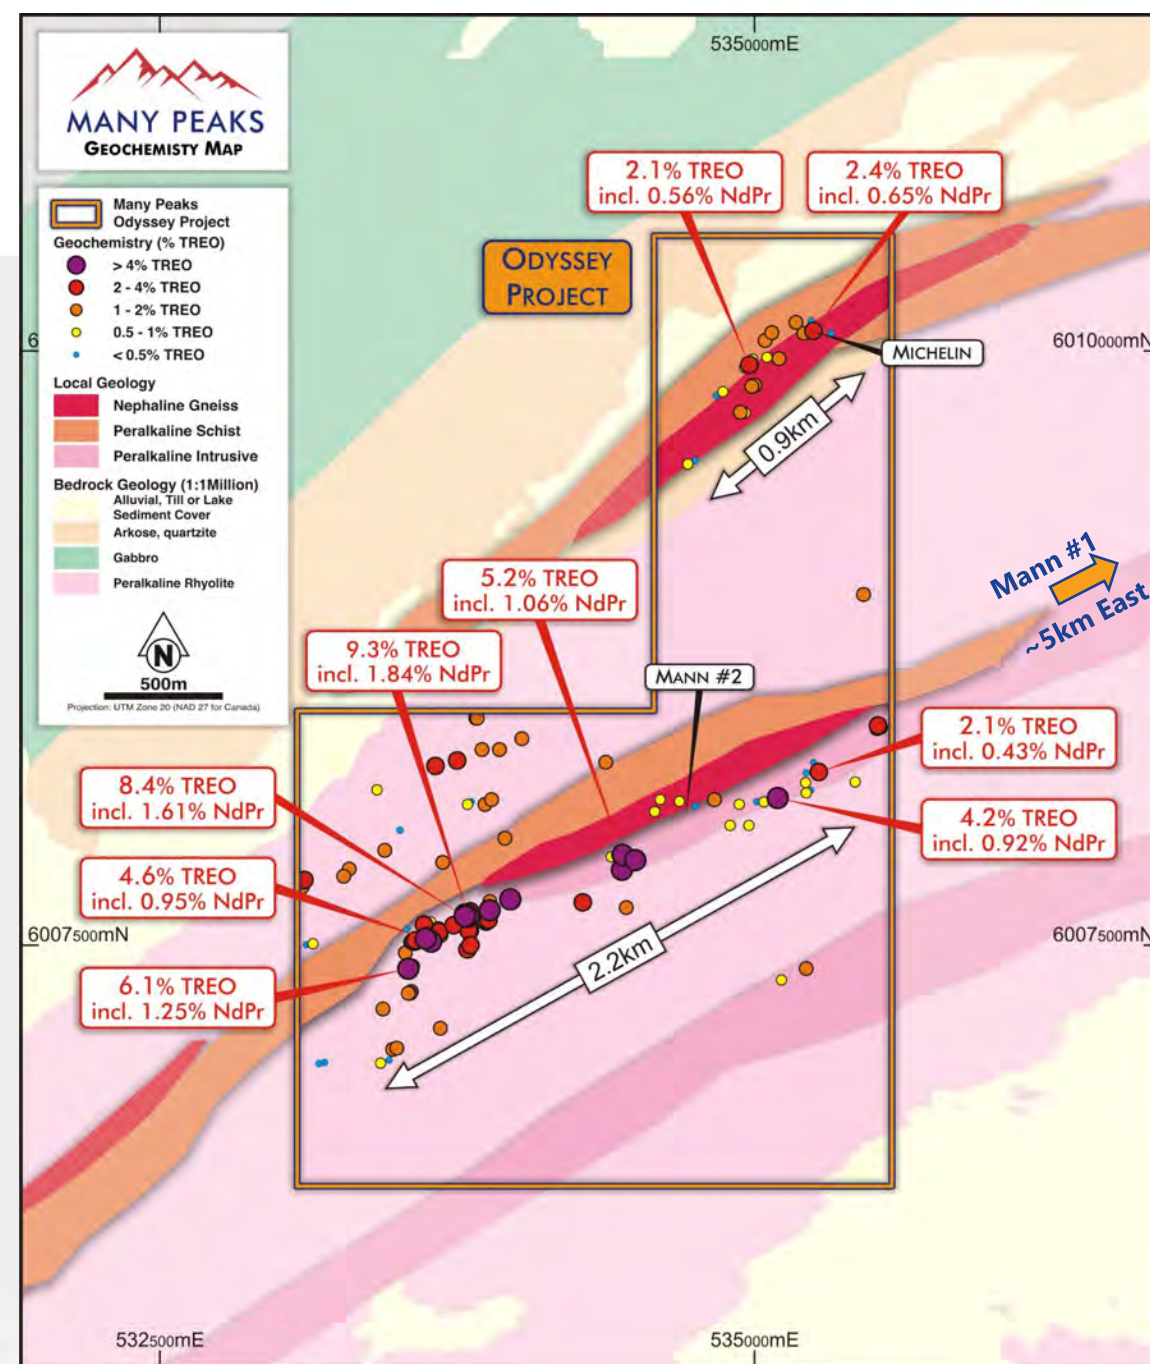 535000mE
MANY PEAKS
GEOCHEMISTY MAP
Many Peaks
Odyssey Project
Geochemistry (% TREO)
> 4% TREO
2 - 4% TREO
1 - 2% TREO
0.5 - 1% TREO
< 0.5% TREO
Local Geology
Nephaline Gneiss
Peralkaline Schist
Peralkaline Intrusive
Bedrock Geology (1:1Million)
Alluvial, Till or Lake
Sediment Cover
Arkose, quartzite
Gabbro
Peralkaline Rhyolite
N
500m
Projection: UTM Zone 20 (NAD 27 for Canada)
2.1% TREO
incl. 0.56% NdPr
2.4% TREO
incl. 0.65% NdPr
ODYSSEY
PROJECT
6
6010000mN
MICHELIN
0.9km
Mann #1
~5km East
5.2% TREO
incl. 1.06% NdPr
9.3% TREO
incl. 1.84% NdPr
MANN #2
2.1% TREO
incl. 0.43% NdPr
8.4% TREO
incl. 1.61% NdPr
4.2% TREO
incl. 0.92% NdPr
4.6% TREO
incl. 0.95% NdPr
6007500mN
6007500mN
2.2km
6.1% TREO
incl. 1.25% NdPr
532500mE
535000mE